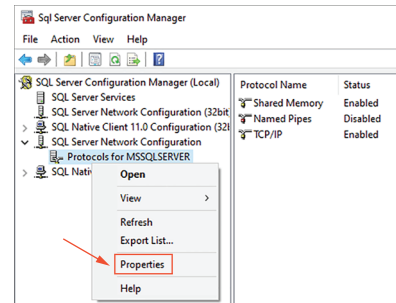 Sql Server Configuration Manager
File Action View Help
SQL Server Configuration Manager (Local)
SQL Server Services
SQL Server Network Configuration (32bit
SQL Native Client 11.0 Configuration (32
SQL Server Network Configuration
Protocols for MSSQLSERVER
SQL Nati
Open
View
Refresh
Export List...
Properties
Help
Protocol Name Status
Shared Memory Enabled
Named Pipes Disabled
TCP/IP Enabled